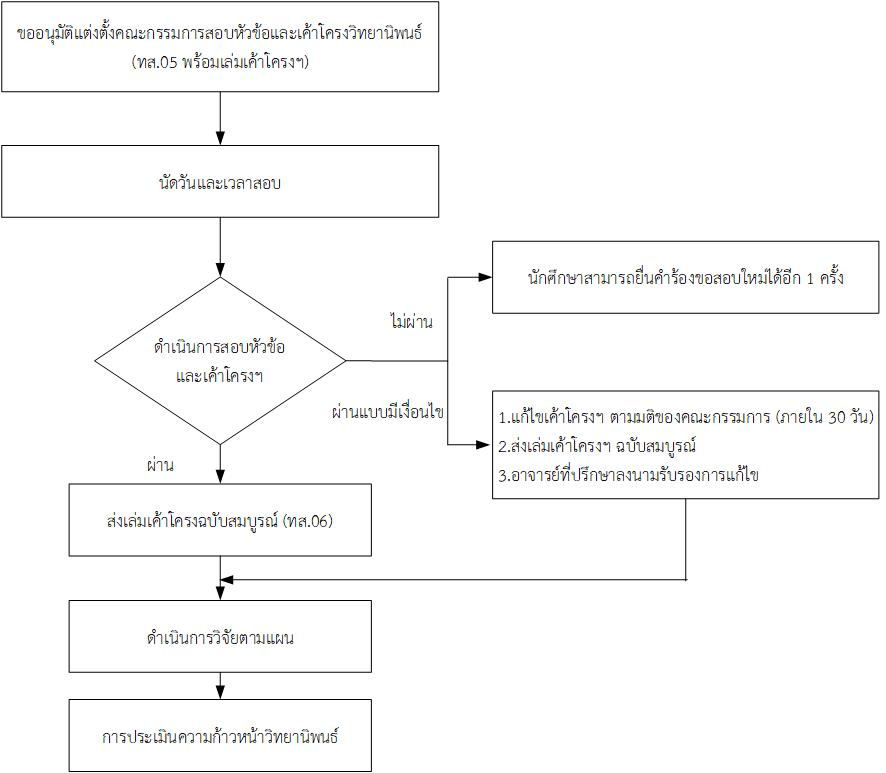 ขออนุมัติแต่งตั้งคณะกรรมการสอบหัวข้อและเค้าโครงวิทยานิพนธ์
(ทส.05 พร้อมเล่มเค้าโครงฯ)
นัดวันและเวลาสอบ
ดำเนินการสอบหัวข้อ
และเค้าโครงฯ
ไม่ผ่าน
นักศึกษาสามารถยื่นคำร้องขอสอบใหม่ได้อีก 1 ครั้ง
ผ่านแบบมีเงื่อนไข
1.แก้ไขเค้าโครงฯ ตามมติของคณะกรรมการ (ภายใน 30 วัน)
2.ส่งเล่มเค้าโครงฯ ฉบับสมบูรณ์
3.อาจารย์ที่ปรึกษาลงนามรับรองการแก้ไข
ผ่าน
ส่งเล่มเค้าโครงฉบับสมบูรณ์ (ทส.06)
ดำเนินการวิจัยตามแผน
การประเมินความก้าวหน้าวิทยานิพนธ์